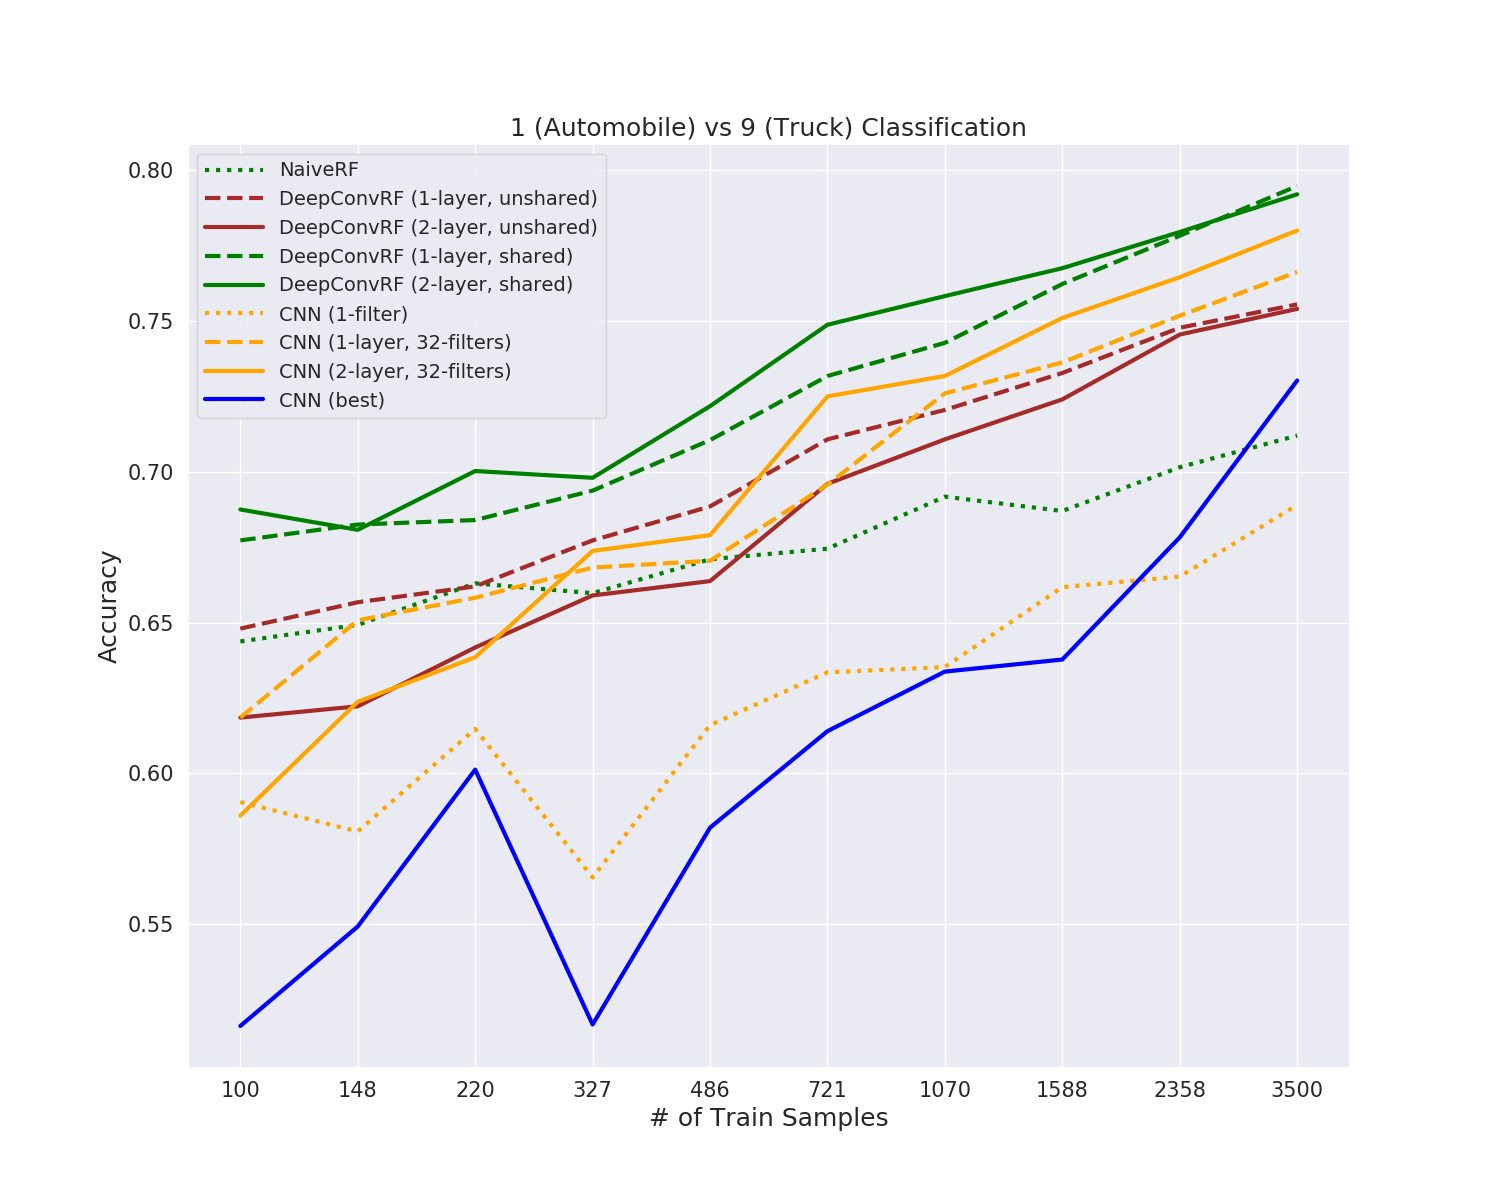 1 (Automobile) vs 9 (Truck) Classification
NaiveRF
DeepConvRF (1-layer, unshared)
DeepConvRF (2-layer, unshared)
DeepConvRF (1-layer, shared)
DeepConvRF (2-layer, shared)
CNN (1-filter)
CNN (1-layer, 32-filters)
CNN (2-layer, 32-filters)
CNN (best)
Accuracy
0.80
0.75
0.70
0.65
0.60
0.55
100 148 220 327 486 721 1070 1588 2358 3500
# of Train Samples